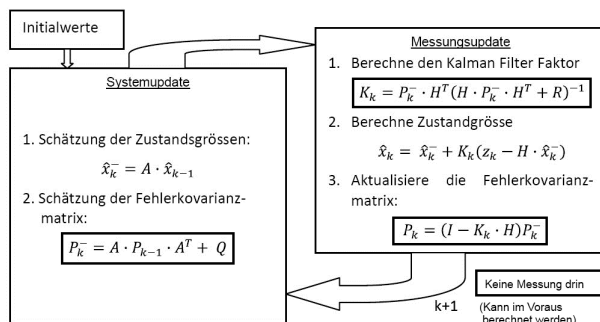 Initialwerte
Systemupdate
1. Schätzung der Zustandsgrössen:
x̂ₖ⁻ = A · x̂ₖ₋₁
2. Schätzung der Fehlerkovarianz-
matrix:
Pₖ⁻ = A · Pₖ₋₁ · Aᵀ + Q
Messungsupdate
1. Berechne den Kalman Filter Faktor
Kₖ = Pₖ⁻ · Hᵀ(H · Pₖ⁻ · Hᵀ + R)⁻¹
2. Berechne Zustandgrösse
x̂ₖ = x̂ₖ⁻ + Kₖ(zₖ − H · x̂ₖ⁻)
3. Aktualisiere die Fehlerkovarianz-
matrix:
Pₖ = (I − Kₖ · H)Pₖ⁻
k+1
Keine Messung drin
(Kann im Voraus
berechnet werden)